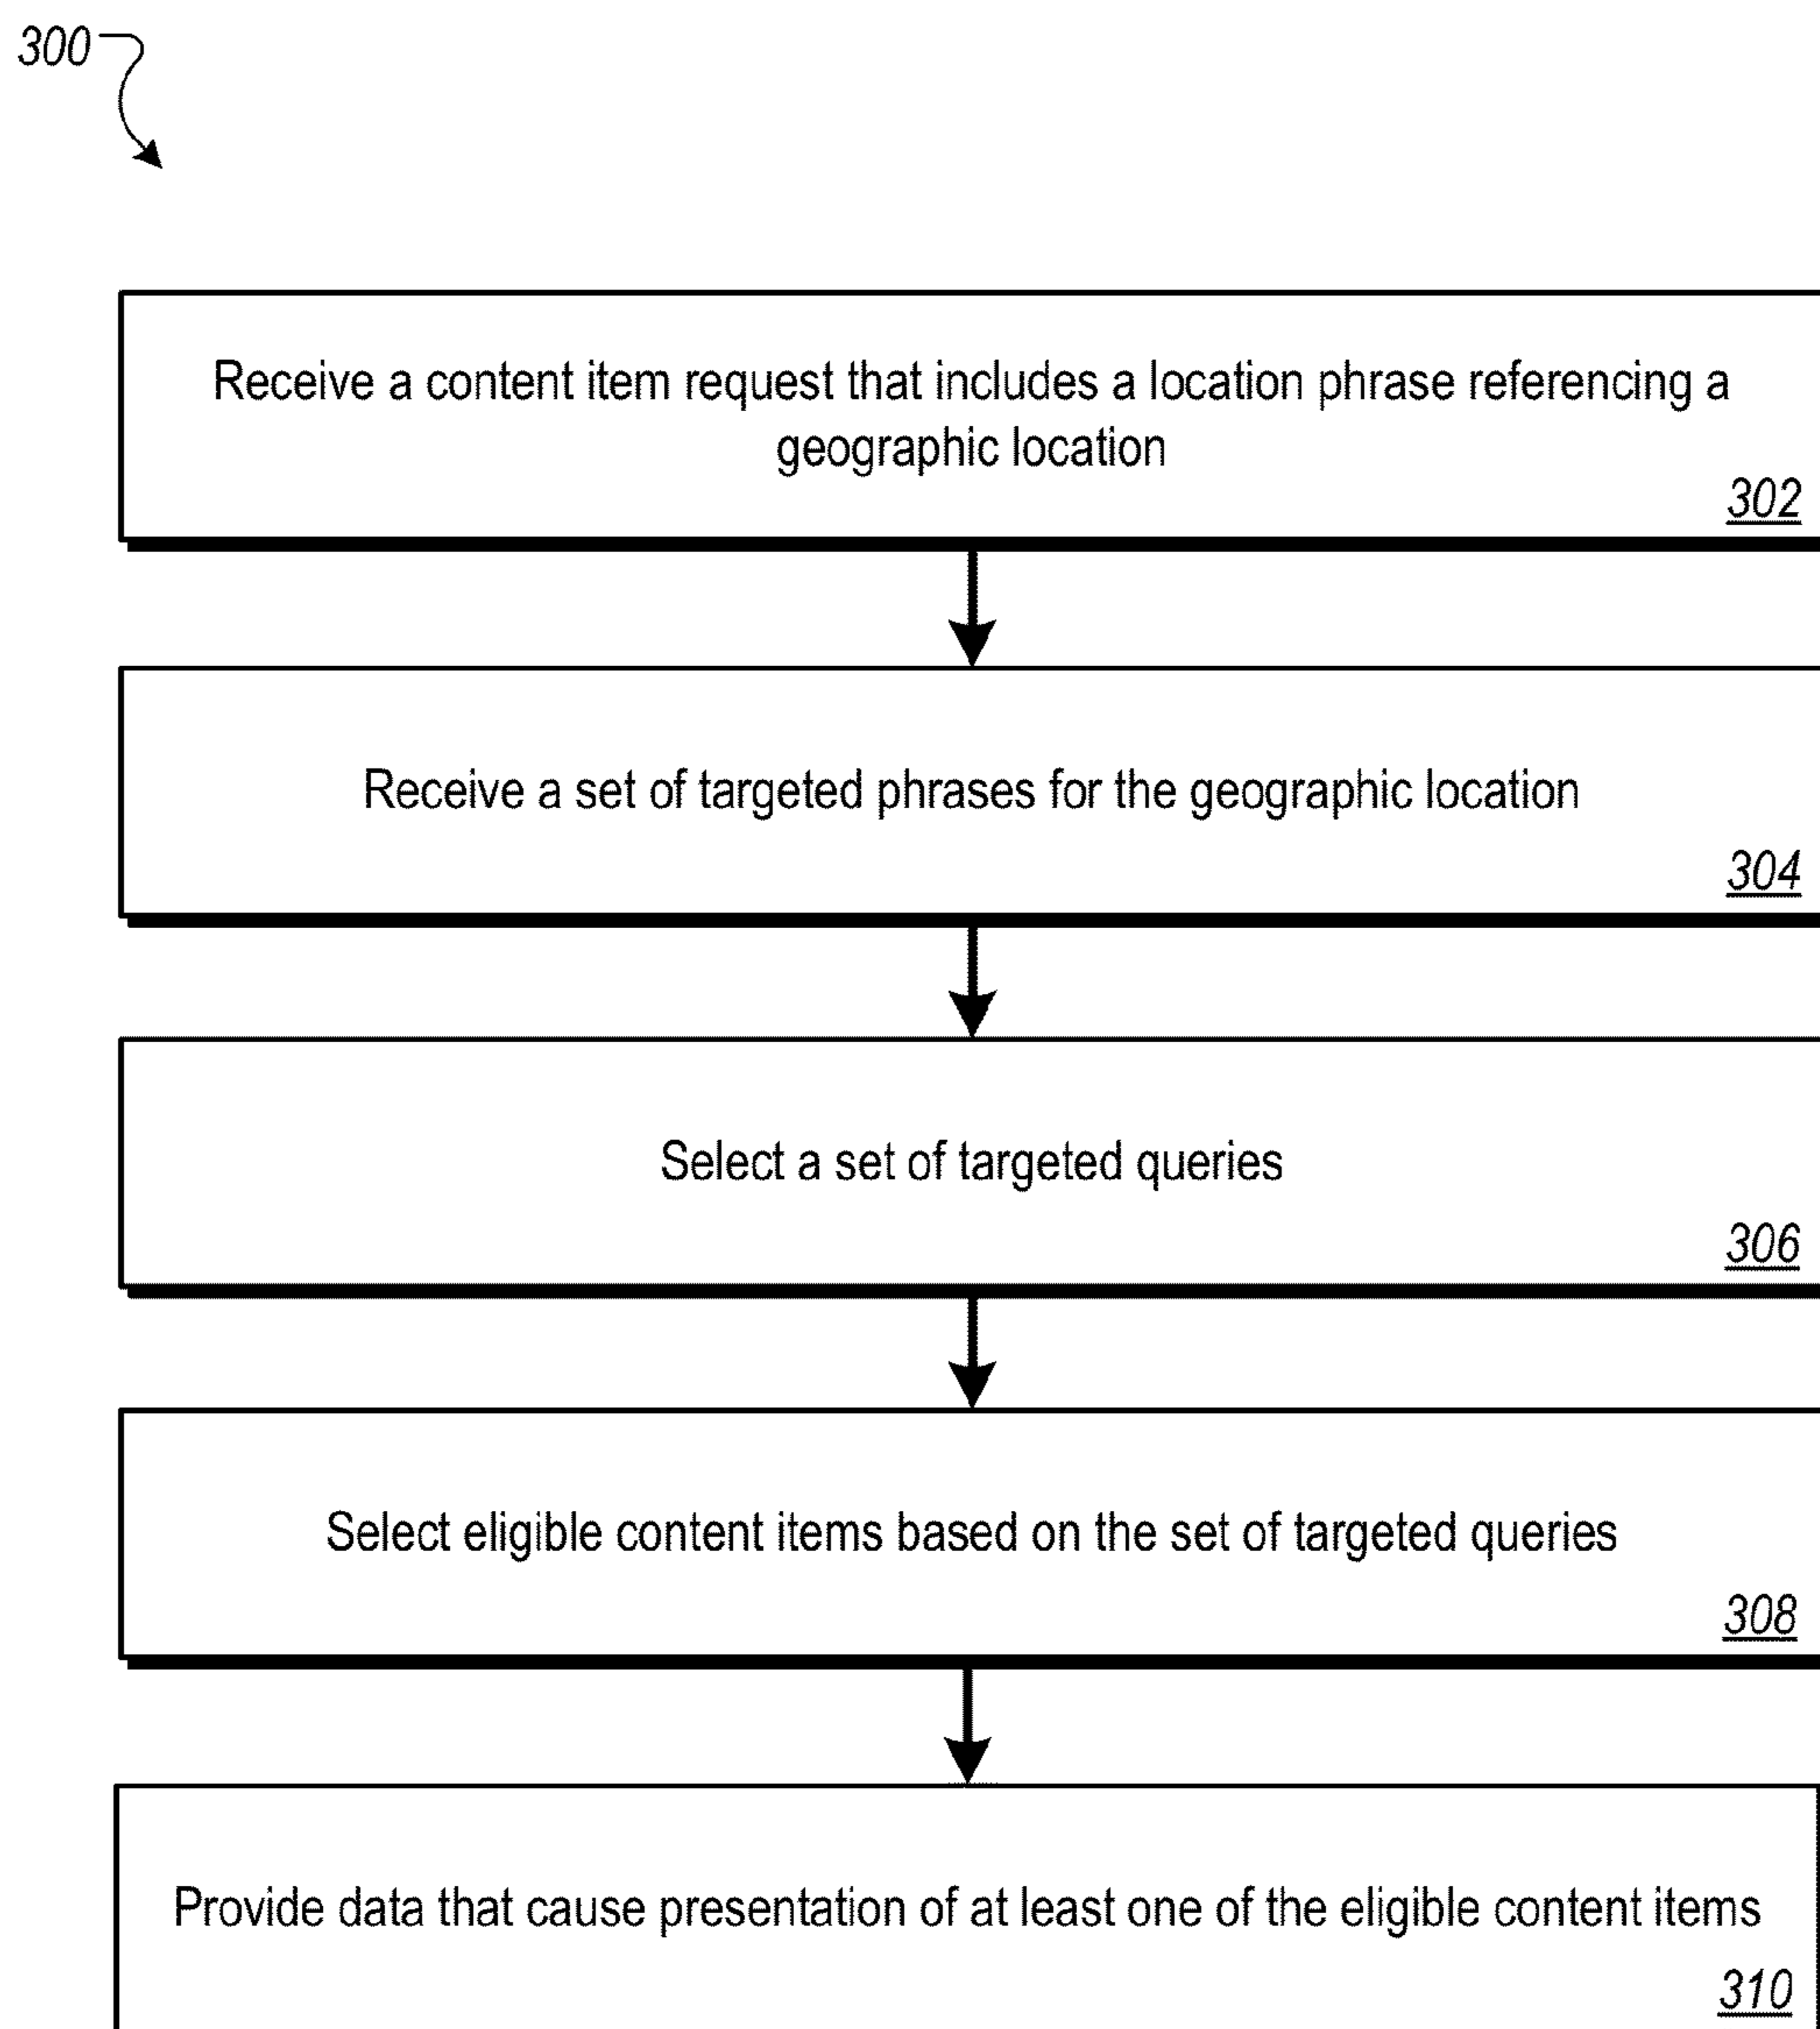 300
Receive a content item request that includes a location phrase referencing a
geographic location
302
Receive a set of targeted phrases for the geographic location
304
Select a set of targeted queries
306
Select eligible content items based on the set of targeted queries
308
Provide data that cause presentation of at least one of the eligible content items
310